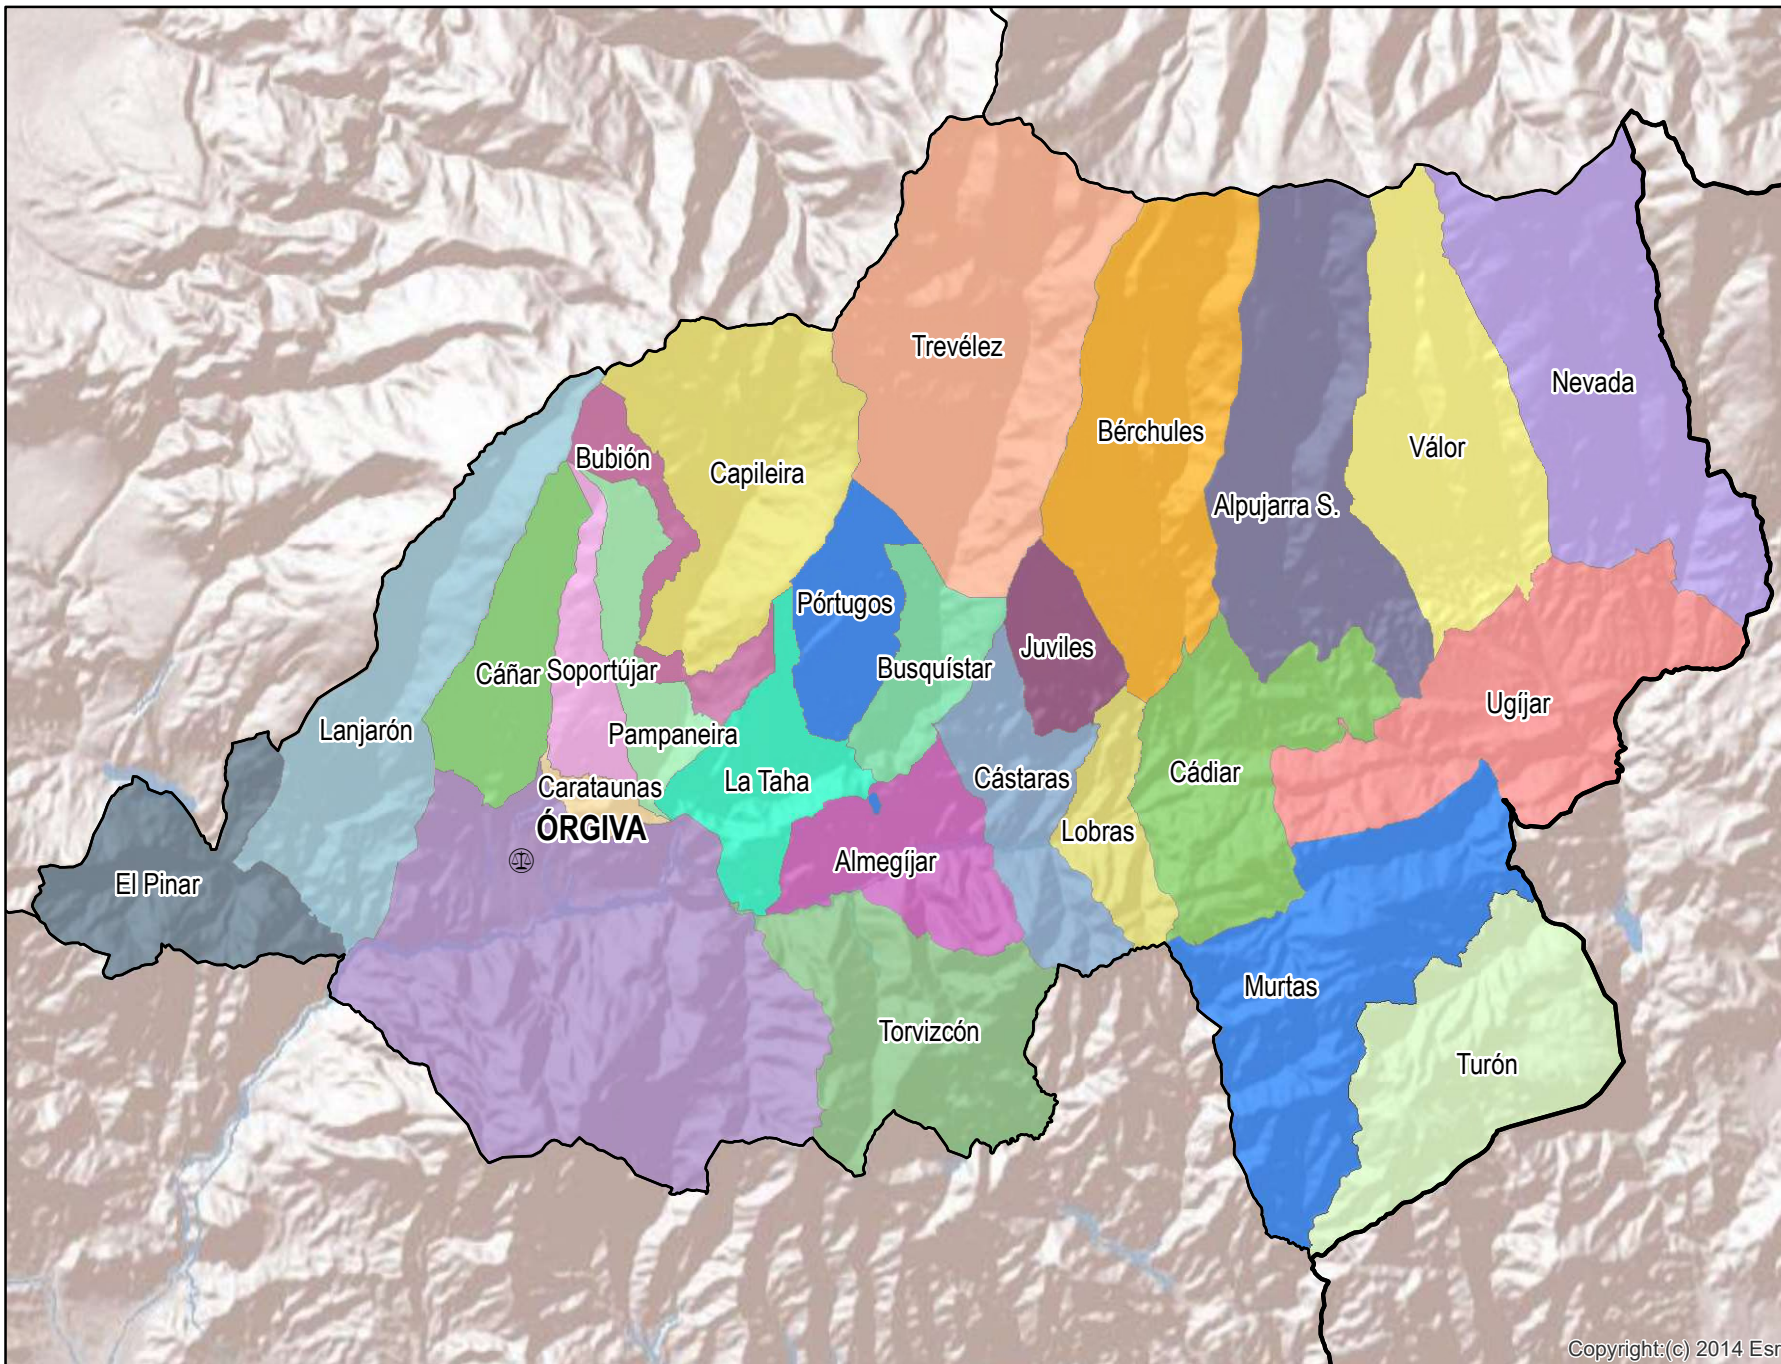 Trevélez
Nevada
Bérchules
Válor
Bubión
Capileira
Alpujarra S.
Pórtugos
Juviles
Busquístar
Cáñar
Soportújar
Ugíjar
Lanjarón
Pampaneira
Cádiar
Cástaras
La Taha
Carataunas
ÓRGIVA
Lobras
Almegíjar
El Pinar
Murtas
Torvizcón
Turón
Copyright:(c) 2014 Esr